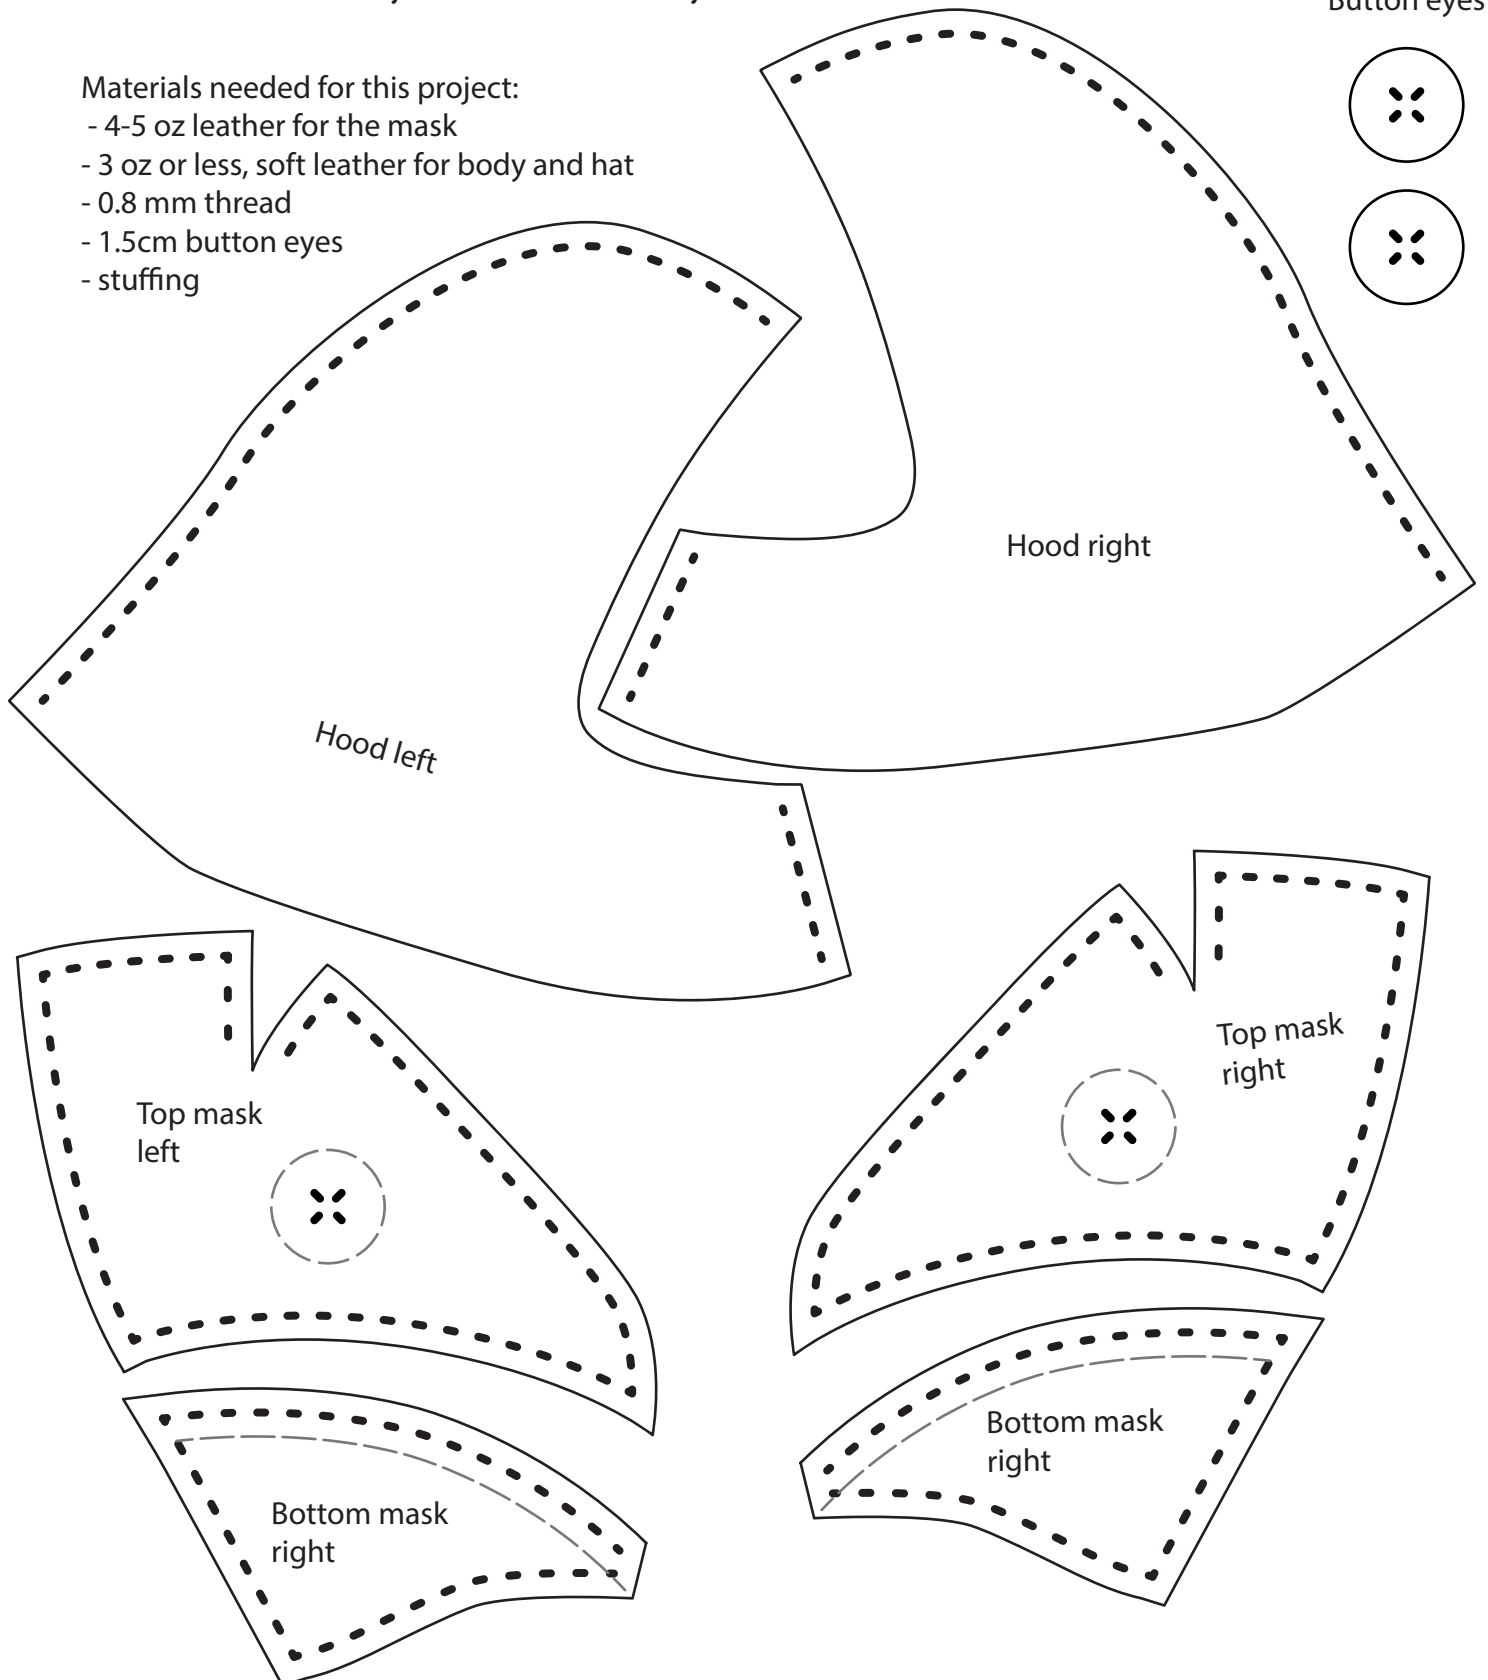 Button eyes
Materials needed for this project:
- 4-5 oz leather for the mask
- 3 oz or less, soft leather for body and hat
- 0.8 mm thread
- 1.5cm button eyes
- stuffing
Hood right
Hood left
Top mask
right
Top mask
left
Bottom mask
right
Bottom mask
right